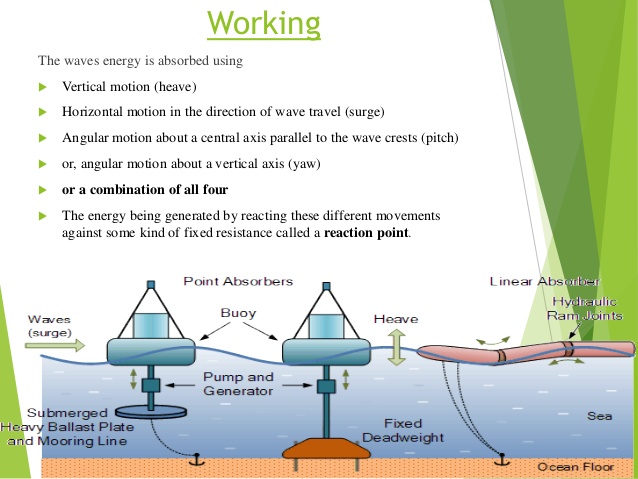 Working
The waves energy is absorbed using
Vertical motion (heave)
Horizontal motion in the direction of wave travel (surge)
Angular motion about a central axis parallel to the wave crests (pitch)
or, angular motion about a vertical axis (yaw)
or a combination of all four
The energy being generated by reacting these different movements
against some kind of fixed resistance called a reaction point.
Point Absorbers
Linear Absorber
Waves
(surge)
Buoy
Heave
Hydraulic
Ram Joints
Pump and
Generator
Submerged
Heavy Ballast Plate
and Mooring Line
Fixed
Deadweight
Sea
Ocean Floor